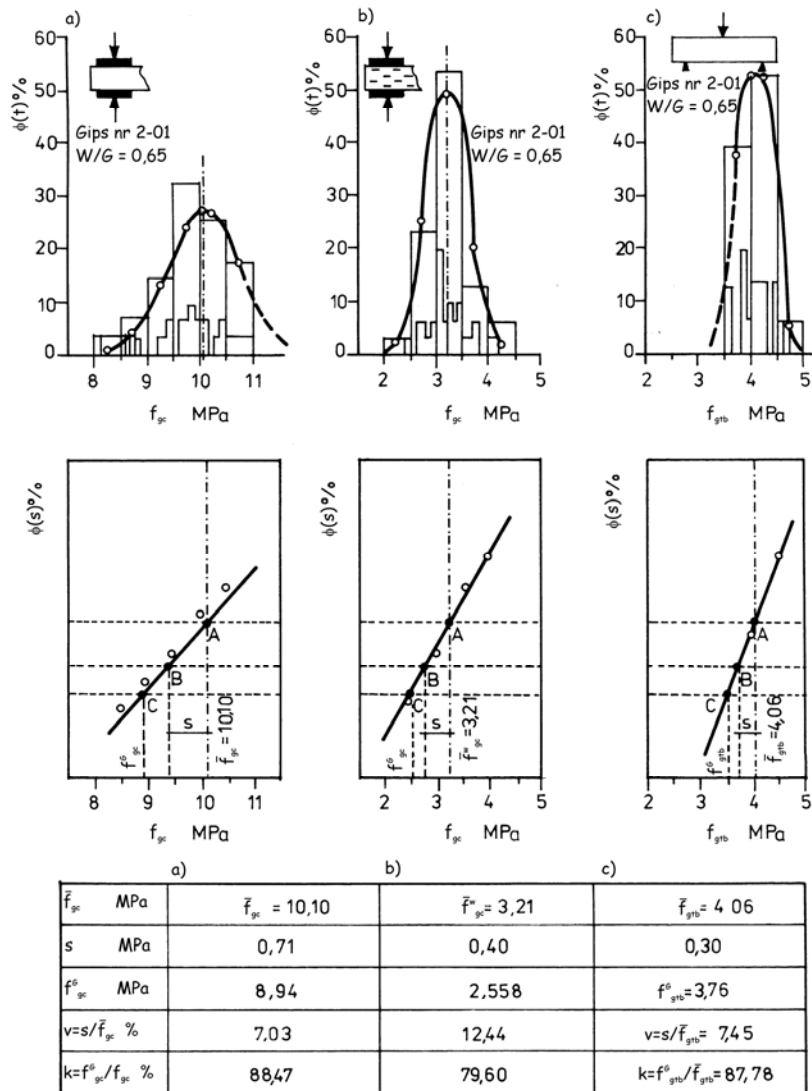 a)
b)
c)
ϕ(t)%
60
50
40
30
20
10
0
Gips nr 2-01
W/G = 0,65
8 9 10 11
f_gc MPa
ϕ(t)%
60
50
40
30
20
10
0
Gips nr 2-01
W/G = 0,65
2 3 4 5
f_gc MPa
ϕ(t)%
60
50
40
30
20
10
0
Gips nr 2-01
W/G = 0,65
2 3 4 5
f_gtb MPa
ϕ(s)%
A
B
C
s
f^G_gc
f̄_gc = 10,10
8 9 10 11
f_gc MPa
ϕ(s)%
A
B
C
s
f^G_gc
f̄^w_gc = 3,21
2 3 4 5
f_gc MPa
ϕ(s)%
A
B
C
s
f^G_gtb
f̄_gtb = 4,06
2 3 4 5
f_gtb MPa
a) b) c)
f̄_gc MPa f̄_gc = 10,10 f̄^w_gc = 3,21 f̄_gtb = 4 06
s MPa 0,71 0,40 0,30
f^G_gc MPa 8,94 2,558 f^G_gtb = 3,76
v=s/f̄_gc % 7,03 12,44 v=s/f̄_gtb = 7,45
k=f^G_gc/f_gc % 88,47 79,60 k=f^G_gtb/f̄_gtb = 87,78